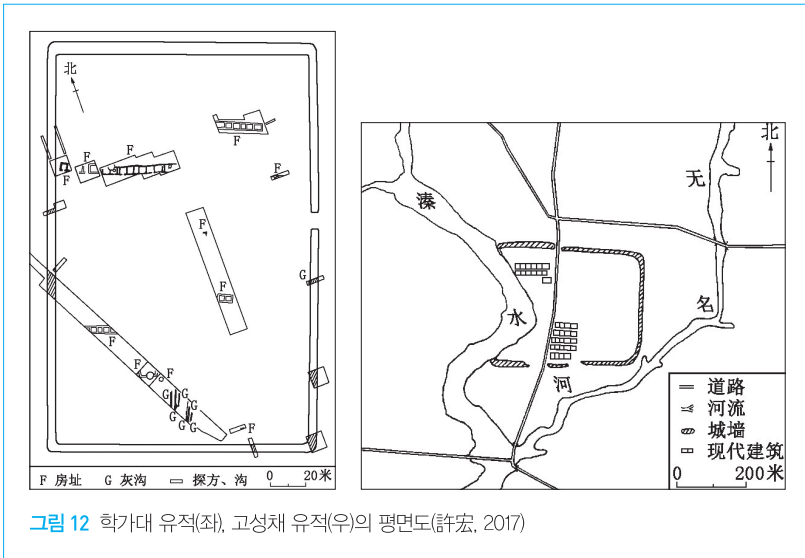 北
F
F
F
F
F
F
F
G
F
F
F
G
G
G
G
G
F
F 房址 G 灰沟 探方、沟 0 20米
北
无
溱
水
名
河
道路
河流
城墙
现代建筑
0 200米
그림 12 학가대 유적(좌), 고성채 유적(우)의 평면도(許宏, 2017)